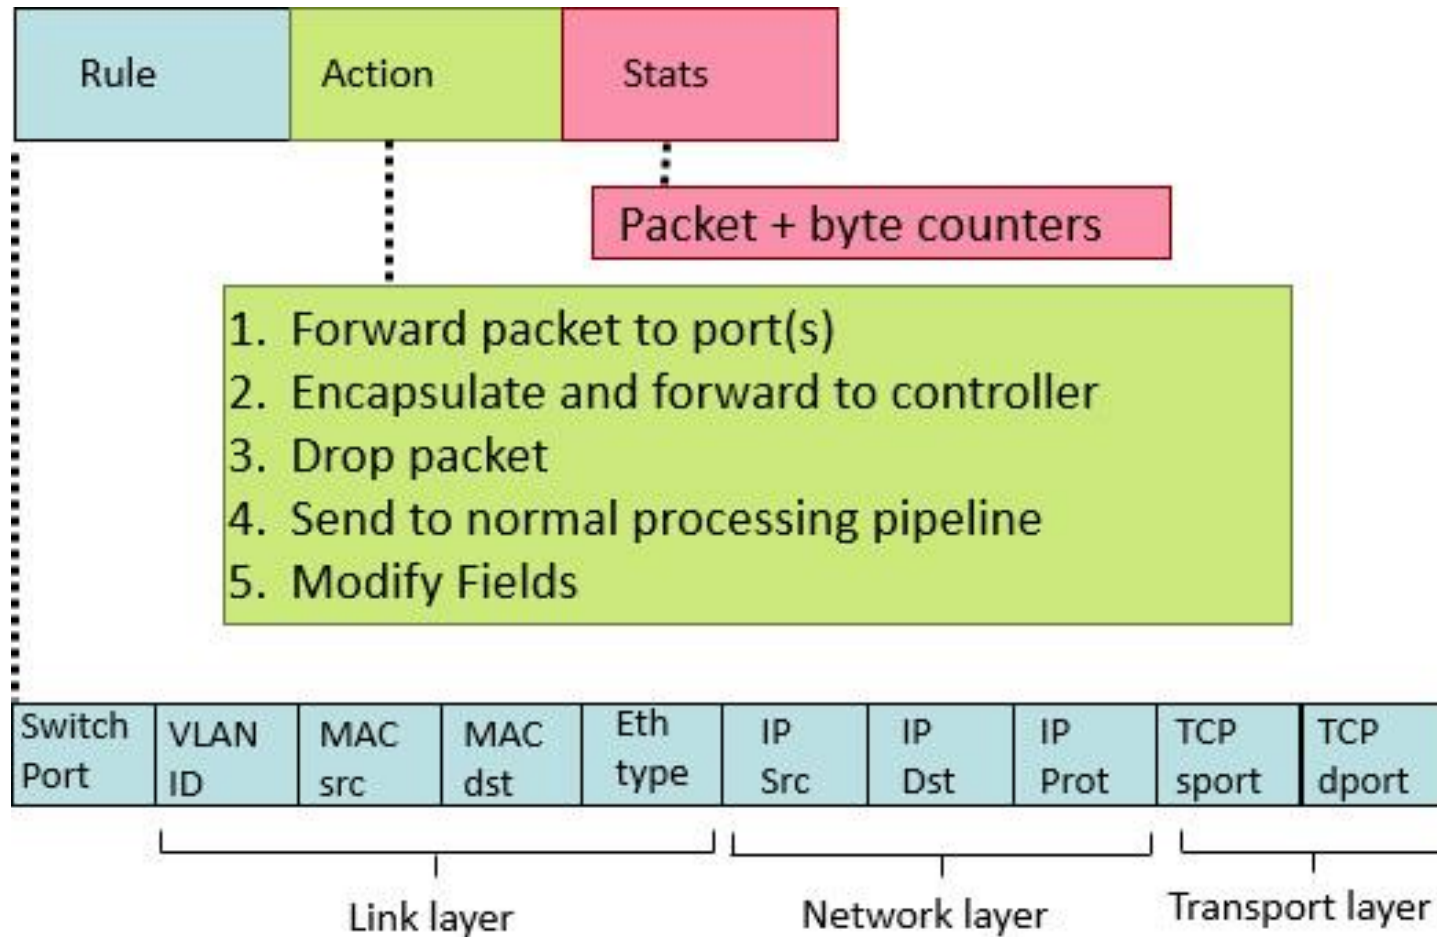 Rule
Action
Stats
Packet + byte counters
1. Forward packet to port(s)
2. Encapsulate and forward to controller
3. Drop packet
4. Send to normal processing pipeline
5. Modify Fields
Switch
Port
VLAN
ID
MAC
src
MAC
dst
Eth
type
IP
Src
IP
Dst
IP
Prot
TCP
sport
TCP
dport
Link layer
Network layer
Transport layer